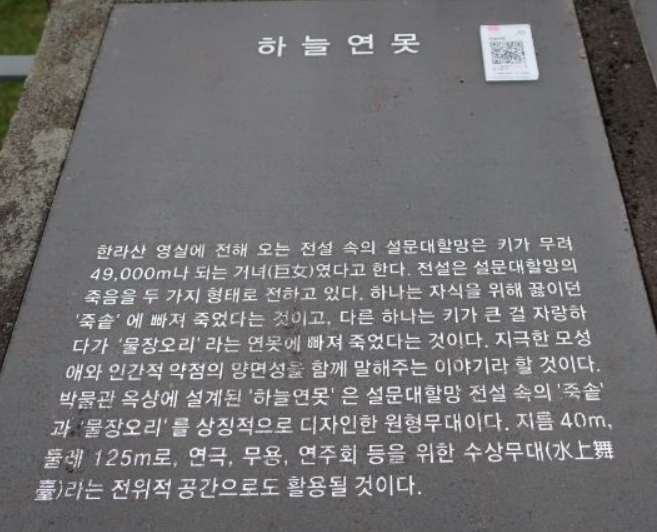 하늘연못
한라산 영실에 전해 오는 전설 속의 설문대할망은 키가 무려
49,000m나 되는 거녀(巨女)였다고 한다. 전설은 설문대할망의
죽음을 두 가지 형태로 전하고 있다. 하나는 자식을 위해 끓이던
'죽솥' 에 빠져 죽었다는 것이고, 다른 하나는 키가 큰 걸 자랑하
다가 '물장오리' 라는 연못에 빠져 죽었다는 것이다. 지극한 모성
애와 인간적 약점의 양면성을 함께 말해주는 이야기라 할 것이다.
박물관 옥상에 설계된 '하늘연못' 은 설문대할망 전설 속의 '죽솥'
과 '물장오리' 를 상징적으로 디자인한 원형무대이다. 지름 40m,
둘레 125m로, 연극, 무용, 연주회 등을 위한 수상무대(水上舞
臺)라는 전위적 공간으로도 활용될 것이다.